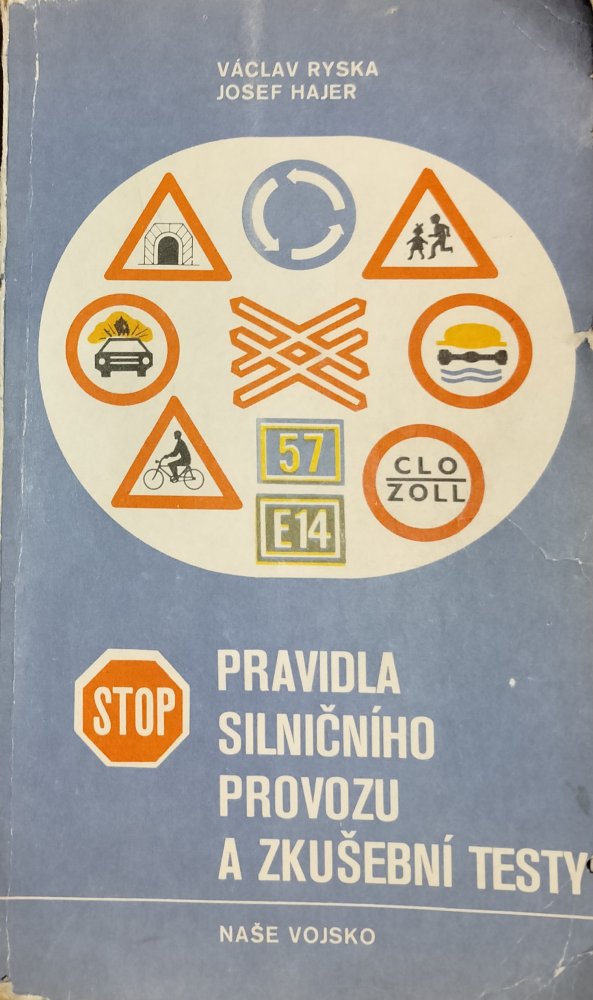 VÁCLAV RYSKA
JOSEF HAJER
57
E14
CLO
ZOLL
STOP
PRAVIDLA
SILNIČNÍHO
PROVOZU
A ZKUŠEBNÍ TESTY
NAŠE VOJSKO